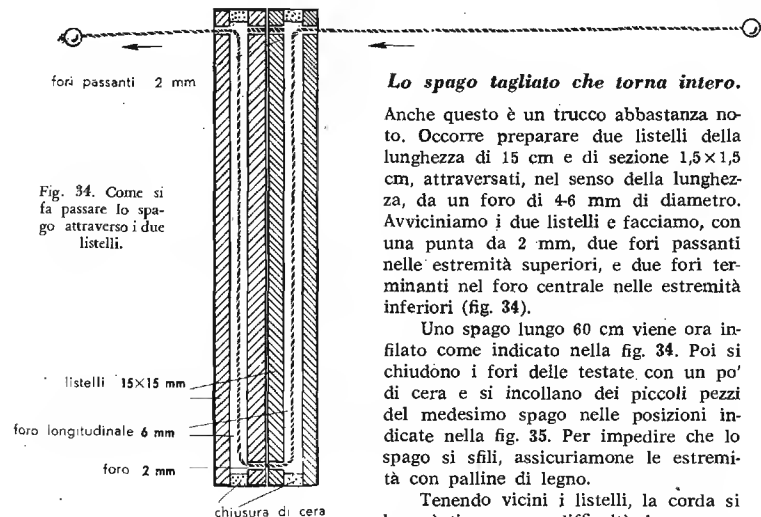 fori passanti 2 mm
Fig. 34. Come si
fa passare lo spa-
go attraverso i due
listelli.
listelli 15×15 mm
foro longitudinale 6 mm
foro 2 mm
chiusura di cera
Lo spago tagliato che torna intero.
Anche questo è un trucco abbastanza no-
to. Occorre preparare due listelli della
lunghezza di 15 cm e di sezione 1,5×1,5
cm, attraversati, nel senso della lunghez-
za, da un foro di 4-6 mm di diametro.
Avviciniamo i due listelli e facciamo, con
una punta da 2 mm, due fori passanti
nelle estremità superiori, e due fori ter-
minanti nel foro centrale nelle estremità
inferiori (fig. 34).
Uno spago lungo 60 cm viene ora in-
filato come indicato nella fig. 34. Poi si
chiudono i fori delle testate con un po'
di cera e si incollano dei piccoli pezzi
del medesimo spago nelle posizioni in-
dicate nella fig. 35. Per impedire che lo
spago si sfili, assicuriamone le estremi-
tà con palline di legno.
Tenendo vicini i listelli, la corda si